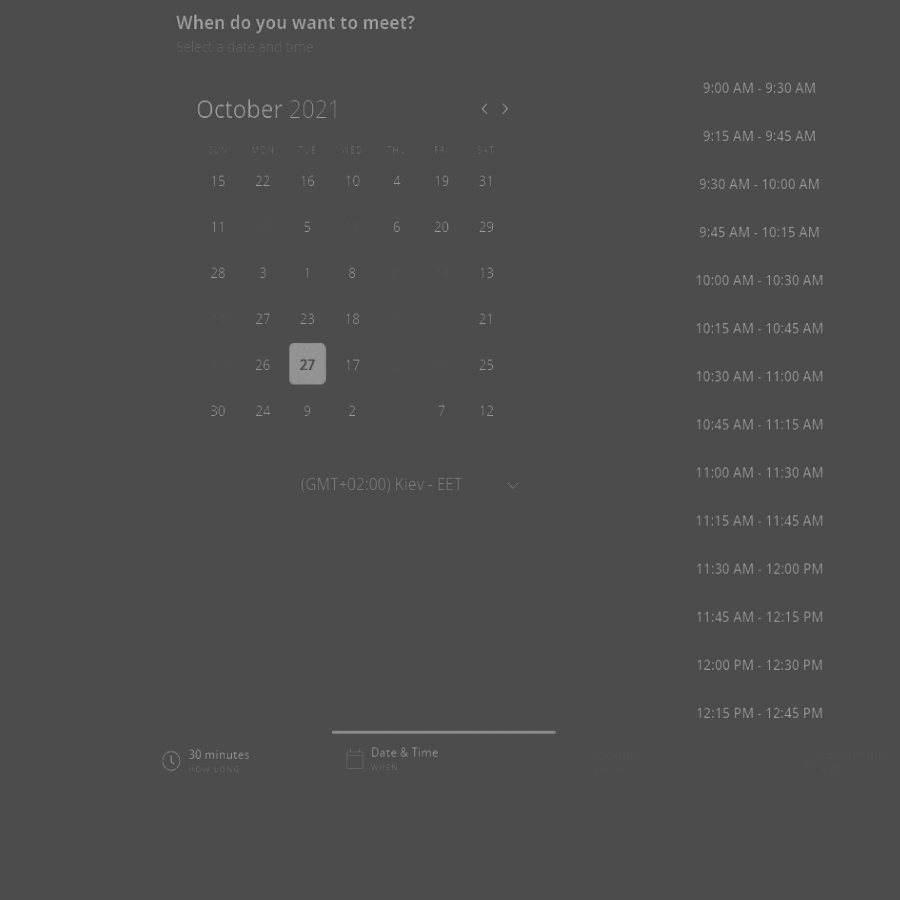 When do you want to meet?
Select a date and time
October 2021
SUN MON TUE WED THU FRI SAT
15 22 16 10 4 19 31
11 5 6 20 29
28 3 1 8 13
27 23 18 21
26 27 17 25
30 24 9 2 7 12
(GMT+02:00) Kiev - EET
9:00 AM - 9:30 AM
9:15 AM - 9:45 AM
9:30 AM - 10:00 AM
9:45 AM - 10:15 AM
10:00 AM - 10:30 AM
10:15 AM - 10:45 AM
10:30 AM - 11:00 AM
10:45 AM - 11:15 AM
11:00 AM - 11:30 AM
11:15 AM - 11:45 AM
11:30 AM - 12:00 PM
11:45 AM - 12:15 PM
12:00 PM - 12:30 PM
12:15 PM - 12:45 PM
30 minutes
HOW LONG
Date & Time
WHEN